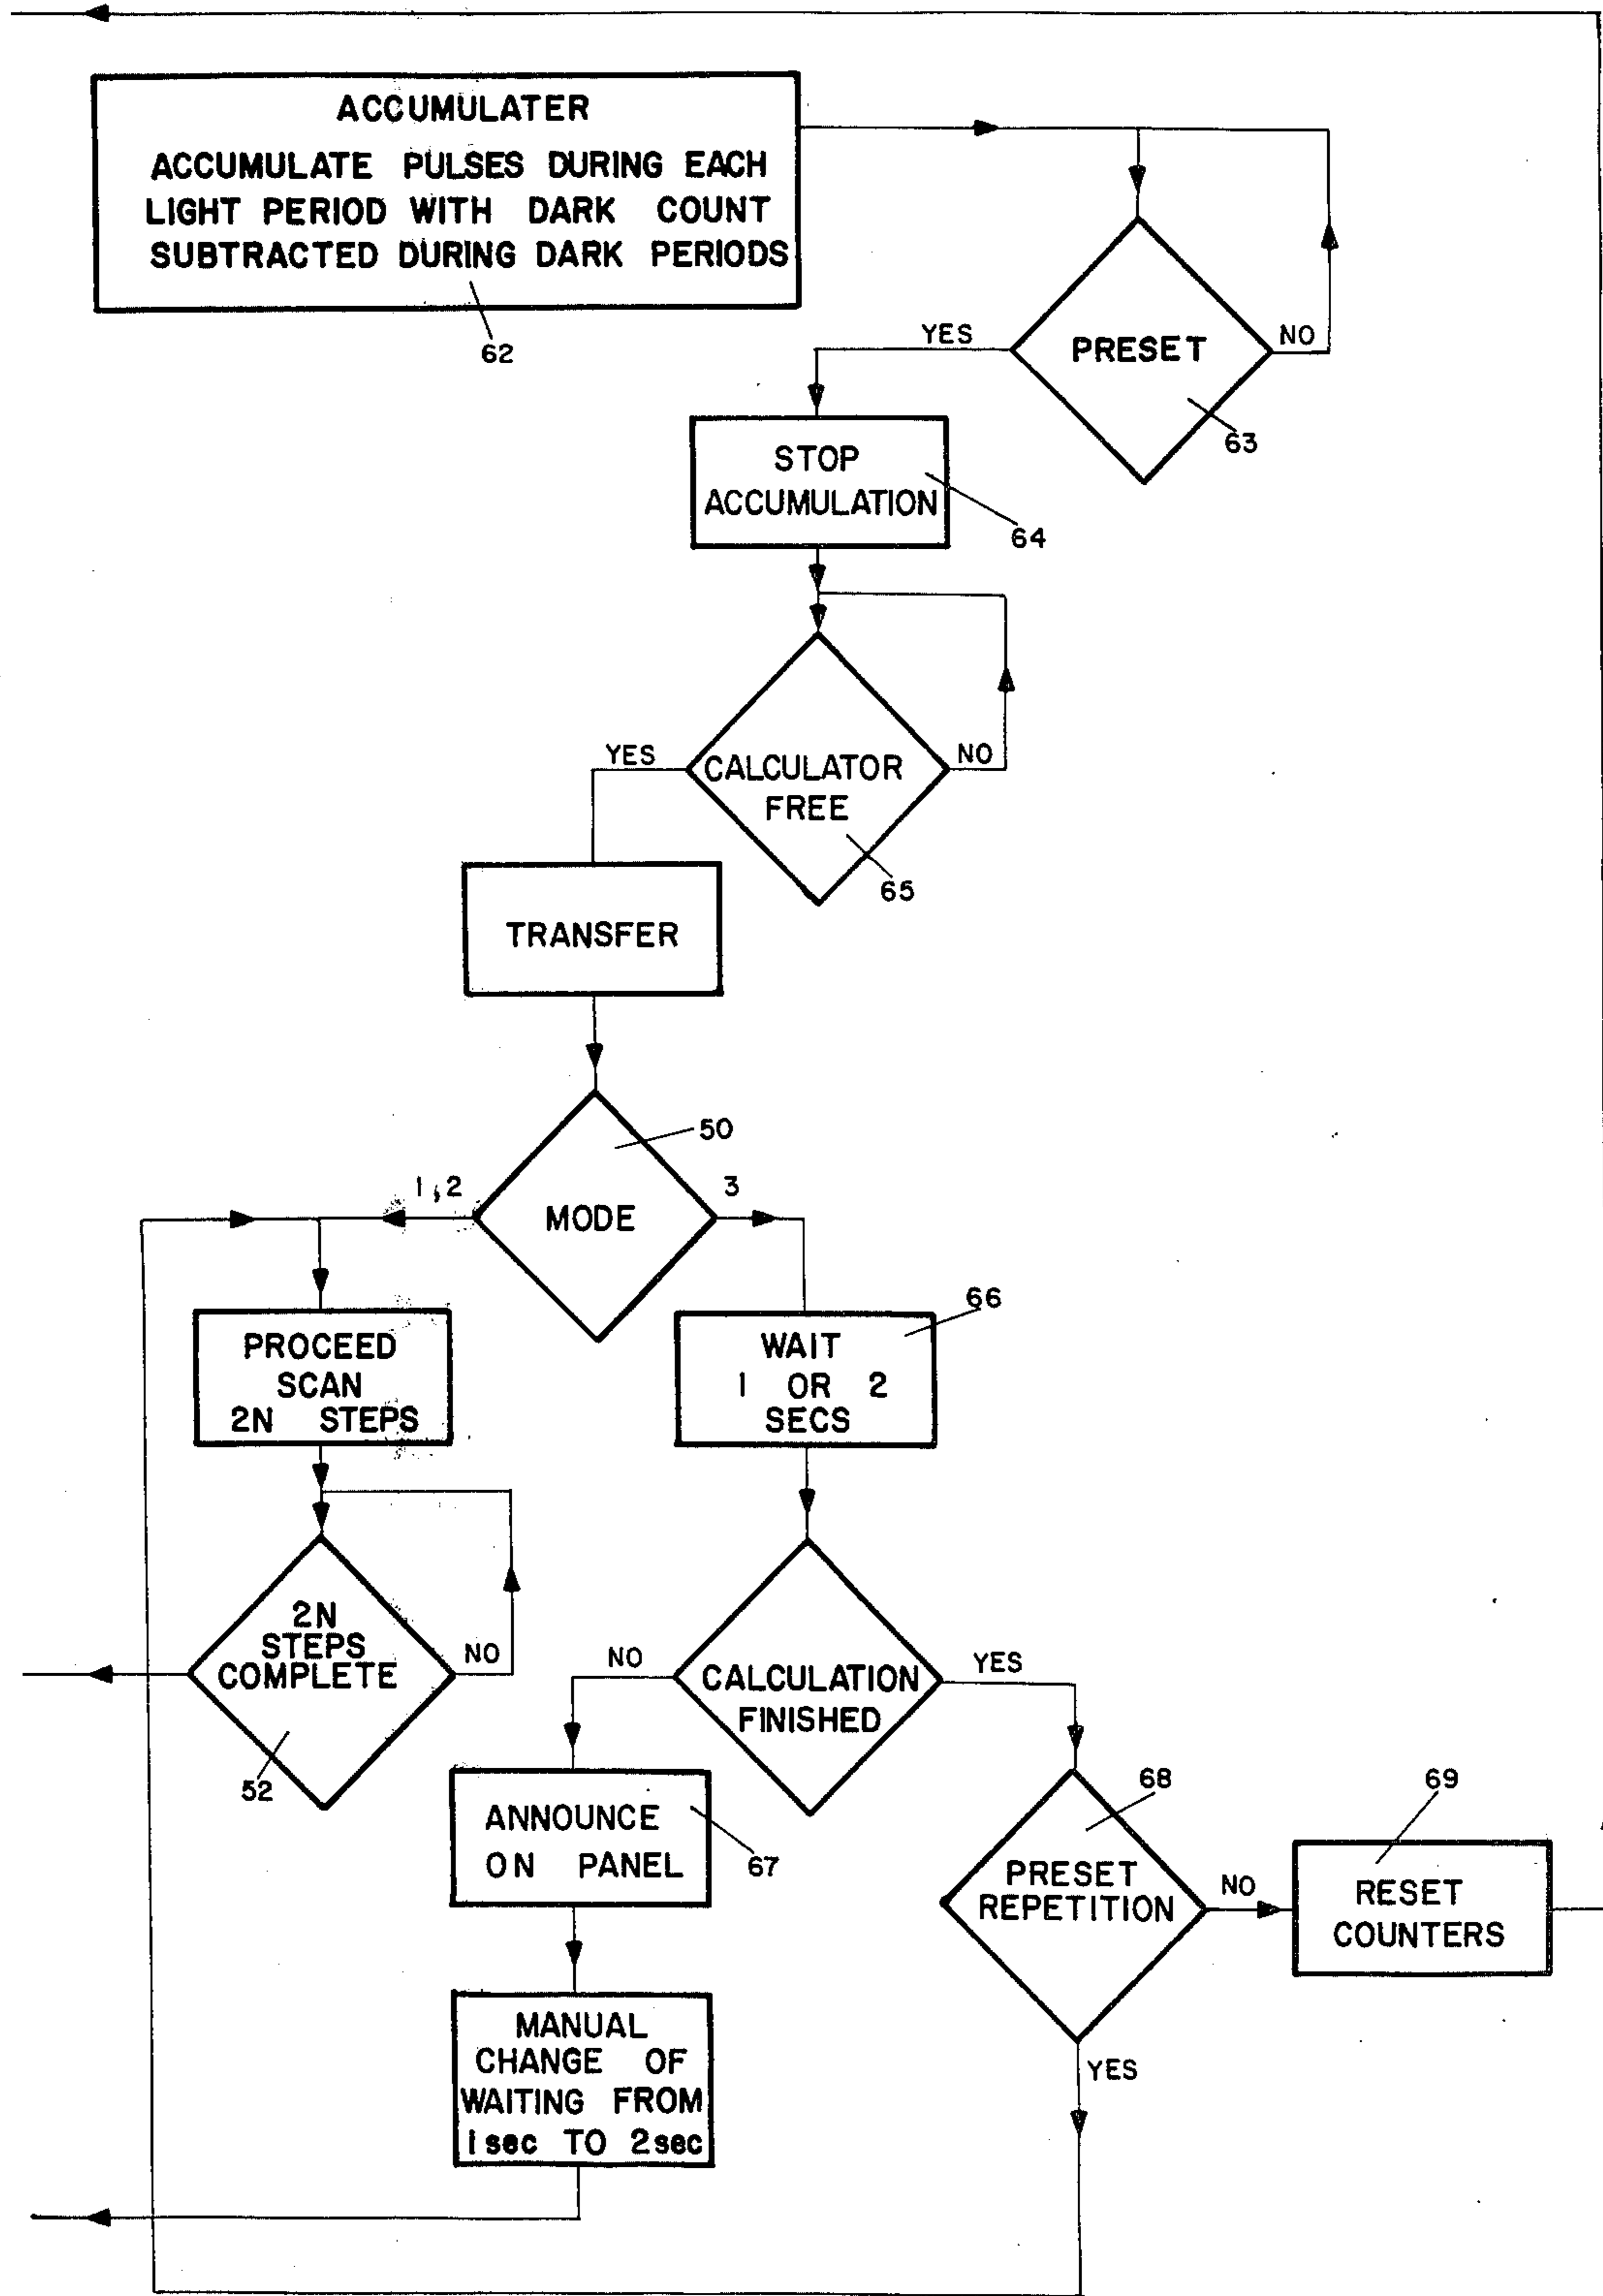 ACCUMULATER
ACCUMULATE PULSES DURING EACH
LIGHT PERIOD WITH DARK COUNT
SUBTRACTED DURING DARK PERIODS
62
YES
PRESET
NO
63
STOP
ACCUMULATION
64
YES
CALCULATOR
FREE
NO
65
TRANSFER
50
1,2
MODE
3
66
PROCEED
SCAN
2N STEPS
WAIT
1 OR 2
SECS
2N
STEPS
COMPLETE
NO
52
NO
CALCULATION
FINISHED
YES
ANNOUNCE
ON PANEL
67
68
PRESET
REPETITION
NO
69
RESET
COUNTERS
YES
MANUAL
CHANGE OF
WAITING FROM
1sec TO 2sec